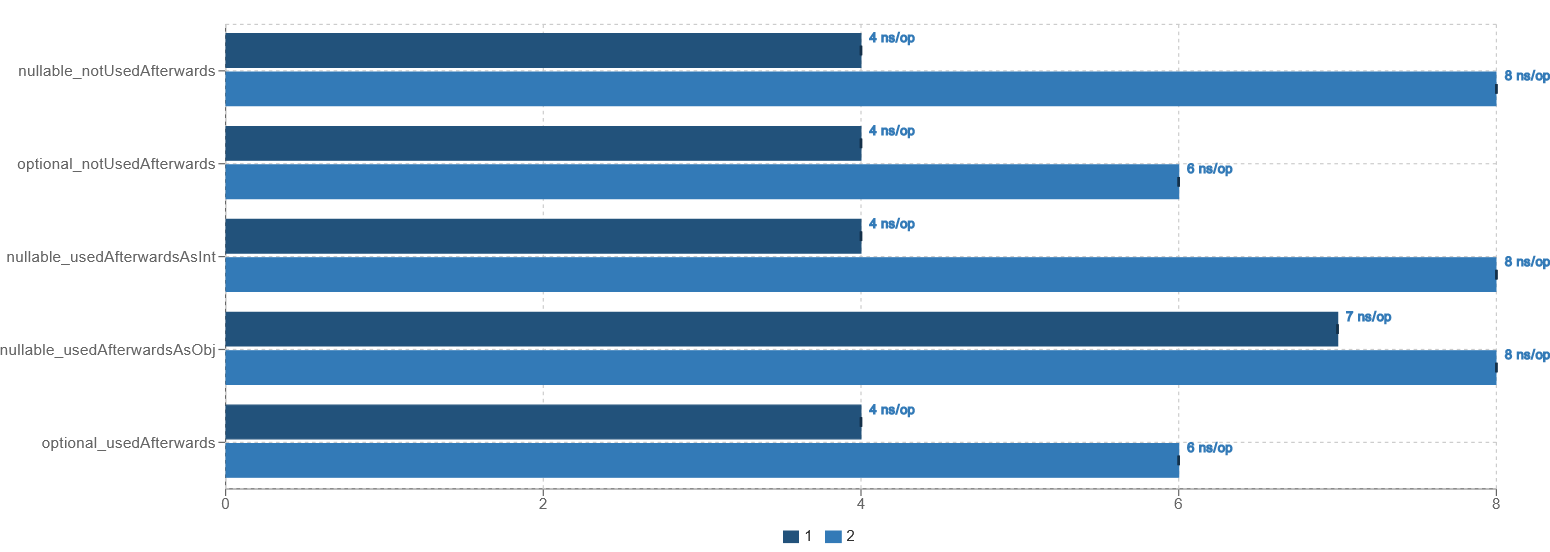 4 ns/op
nullable_notUsedAfterwards
8 ns/op
4 ns/op
optional_notUsedAfterwards
6 ns/op
4 ns/op
nullable_usedAfterwardsAsInt
8 ns/op
7 ns/op
nullable_usedAfterwardsAsObj
8 ns/op
4 ns/op
optional_usedAfterwards
6 ns/op
0 2 4 6 8
1 2